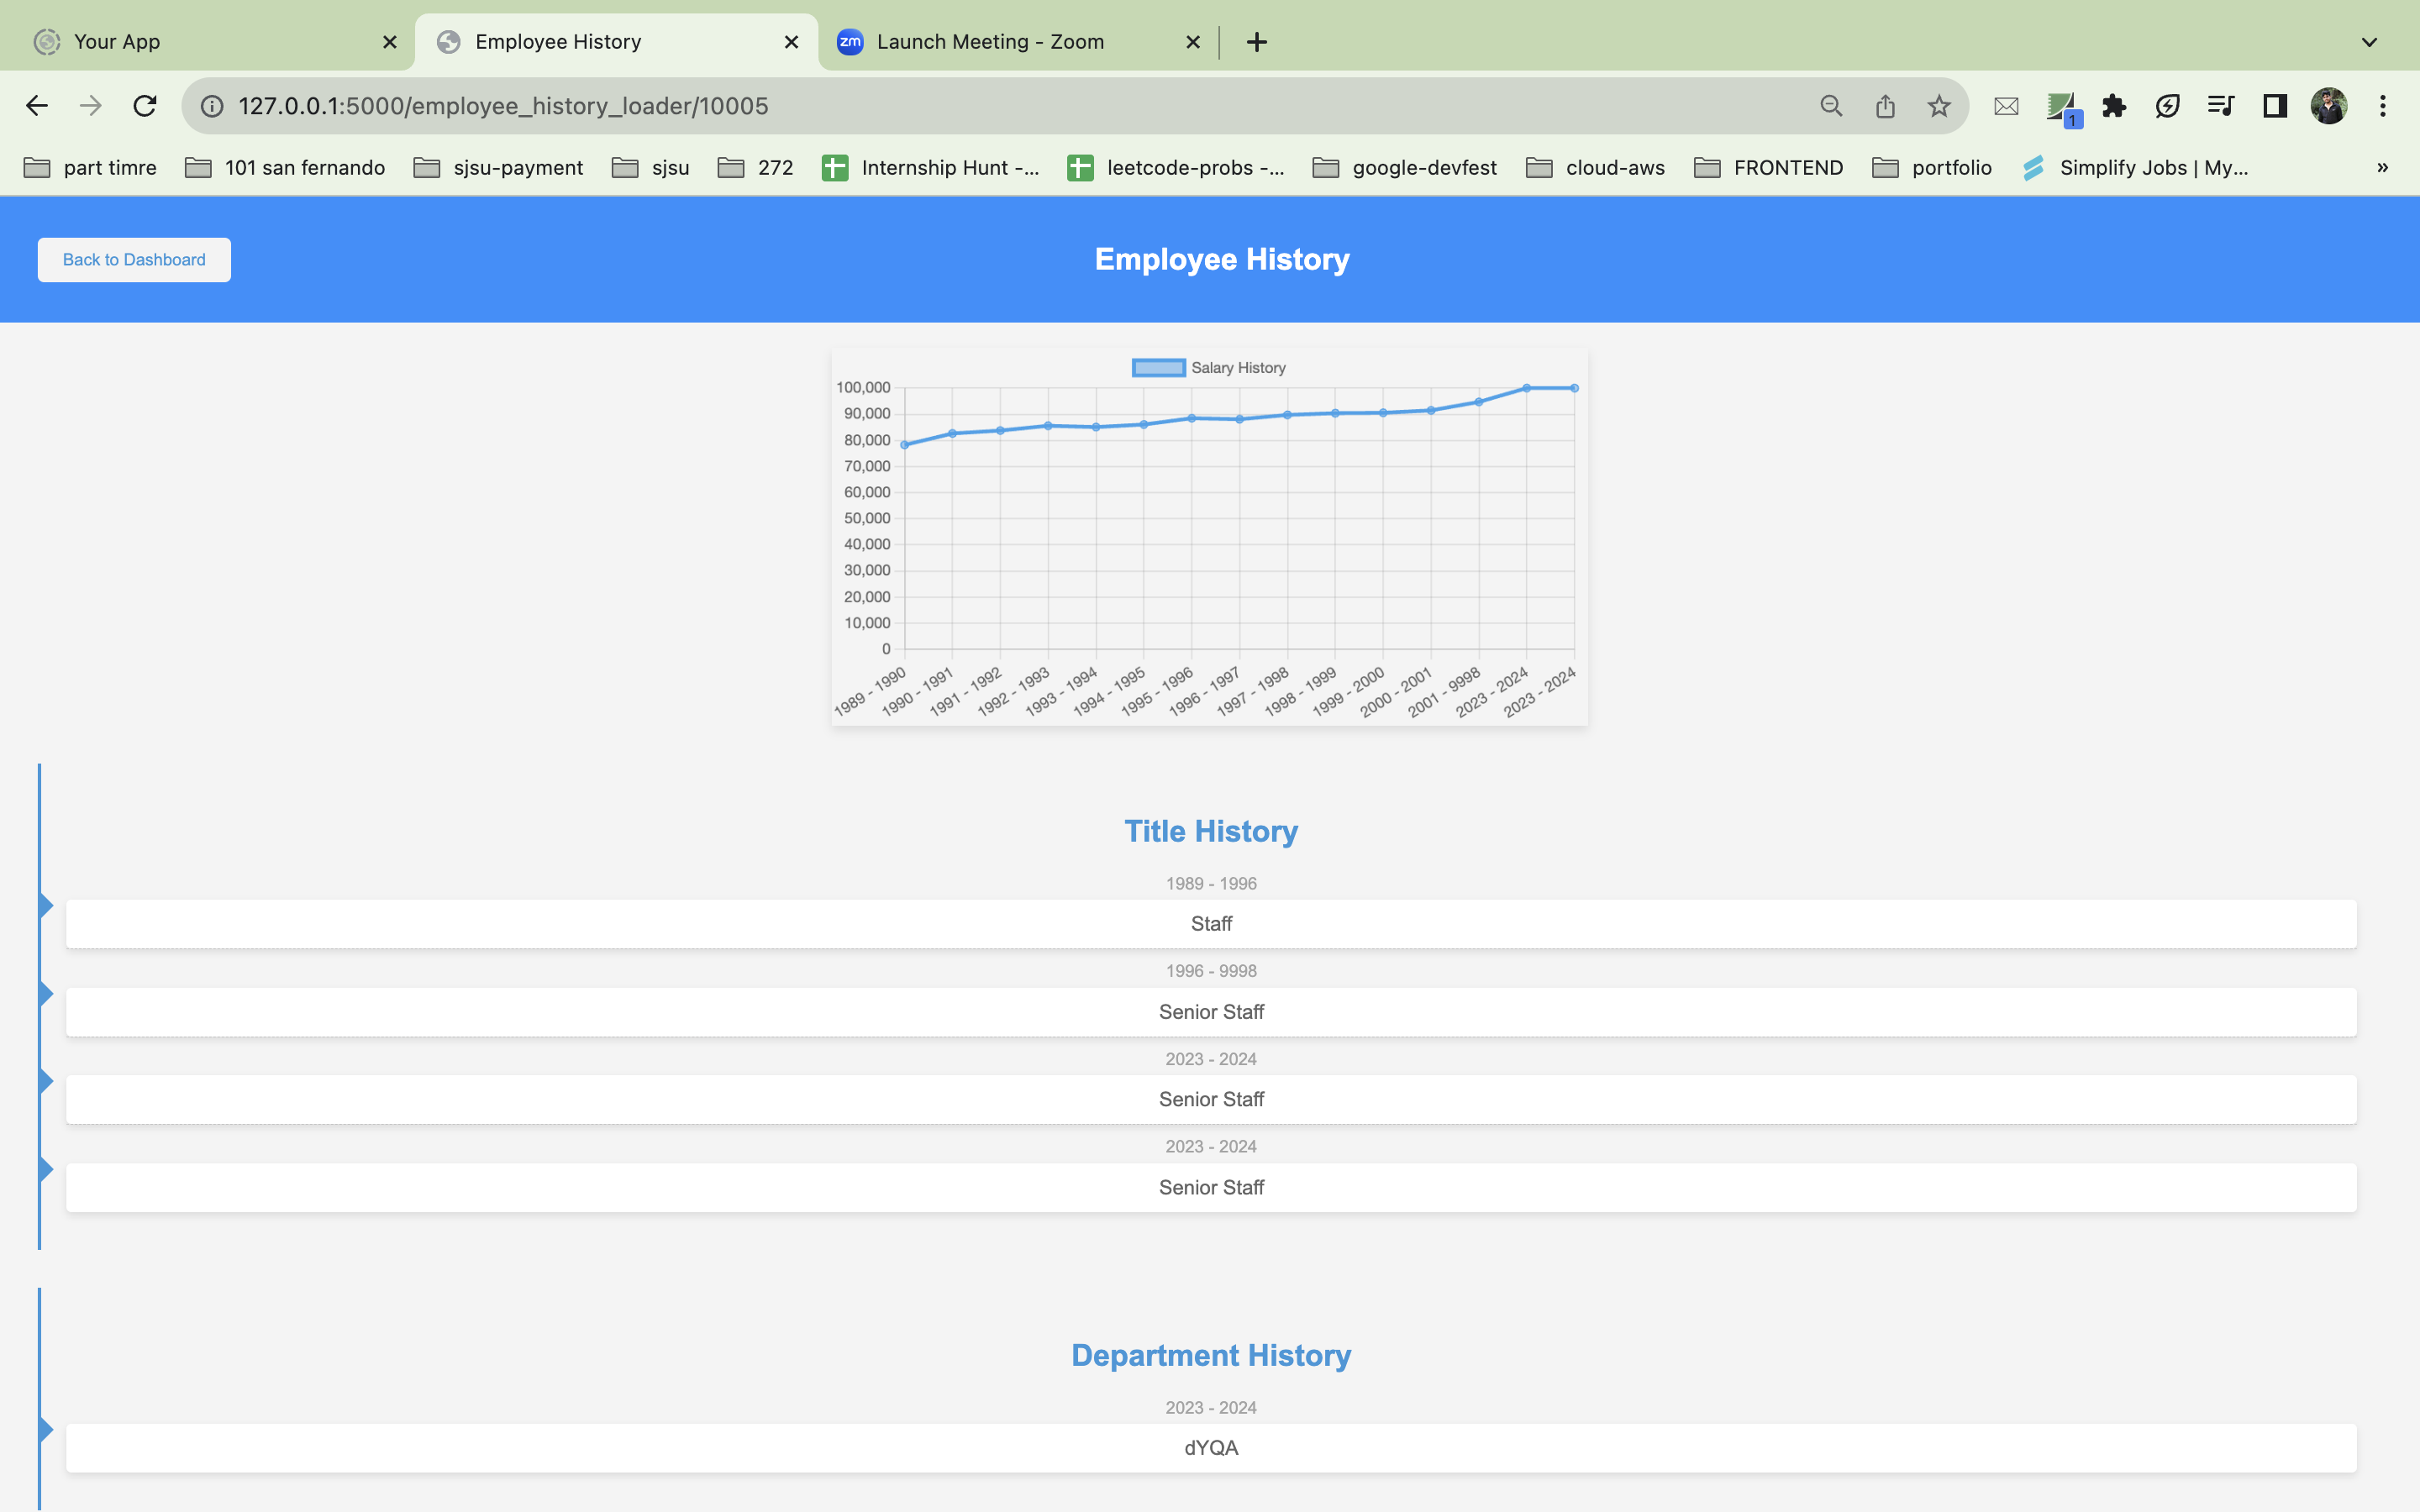 Your App
Employee History
zm Launch Meeting - Zoom
127.0.0.1:5000/employee_history_loader/10005
1
part timre
101 san fernando
sjsu-payment
sjsu
272
Internship Hunt -...
leetcode-probs -...
google-devfest
cloud-aws
FRONTEND
portfolio
Simplify Jobs | My...
»
Back to Dashboard
Employee History
Salary History
100,000
90,000
80,000
70,000
60,000
50,000
40,000
30,000
20,000
10,000
0
1989 - 1990
1990 - 1991
1991 - 1992
1992 - 1993
1993 - 1994
1994 - 1995
1995 - 1996
1996 - 1997
1997 - 1998
1998 - 1999
1999 - 2000
2000 - 2001
2001 - 9998
2023 - 2024
2023 - 2024
Title History
1989 - 1996
Staff
1996 - 9998
Senior Staff
2023 - 2024
Senior Staff
2023 - 2024
Senior Staff
Department History
2023 - 2024
dYQA